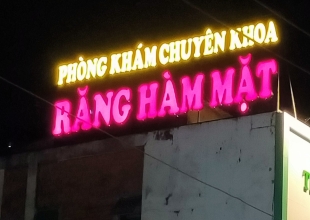 PHÒNG KHÁM CHUYÊN KHOA
RĂNG HÀM MẶT